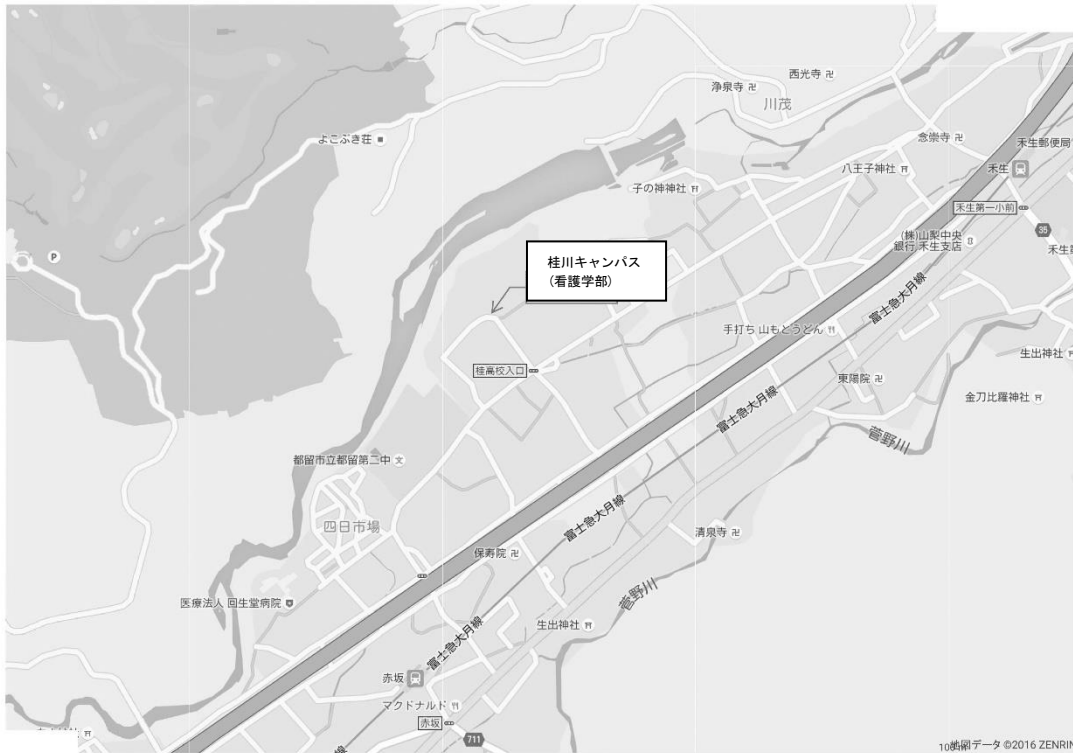 西光寺
浄泉寺
川茂
よこぶき荘
念崇寺
禾生郵便局
八王子神社
禾生
子の神神社
P
禾生第一小前
35
(株)山梨中央
銀行 禾生支店
桂川キャンパス
(看護学部)
富士急大月線
手打ち 山もとうどん
生出神社
桂高校入口
東陽院
金刀比羅神社
富士急大月線
菅野川
都留市立都留第二中
文
富士急大月線
四日市場
清泉寺
保寿院
菅野川
医療法人 回生堂病院
生出神社
富士急大月線
赤坂
マクドナルド
赤坂
711
線
地図データ ©2016 ZENRIN